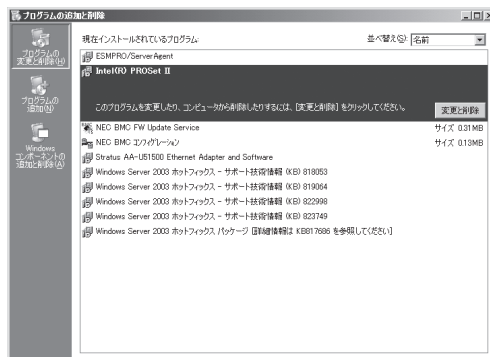 プログラムの追加と削除
プログラムの
変更と削除(H)
プログラムの
追加(N)
Windows
コンポーネントの
追加と削除(A)
現在インストールされているプログラム:
並べ替え(S): 名前
ESMPRO/ServerAgent
Intel(R) PROSet II
このプログラムを変更したり、コンピュータから削除したりするには、[変更と削除] をクリックしてください。
変更と削除
NEC BMC FW Update Service サイズ 0.31MB
NEC BMC コンフィグレーション サイズ 0.13MB
Stratus AA-U51500 Ethernet Adapter and Software
Windows Server 2003 ホットフィックス - サポート技術情報 (KB) 818053
Windows Server 2003 ホットフィックス - サポート技術情報 (KB) 819064
Windows Server 2003 ホットフィックス - サポート技術情報 (KB) 822998
Windows Server 2003 ホットフィックス - サポート技術情報 (KB) 823749
Windows Server 2003 ホットフィックス パッケージ [詳細情報は KB817686 を参照してください]